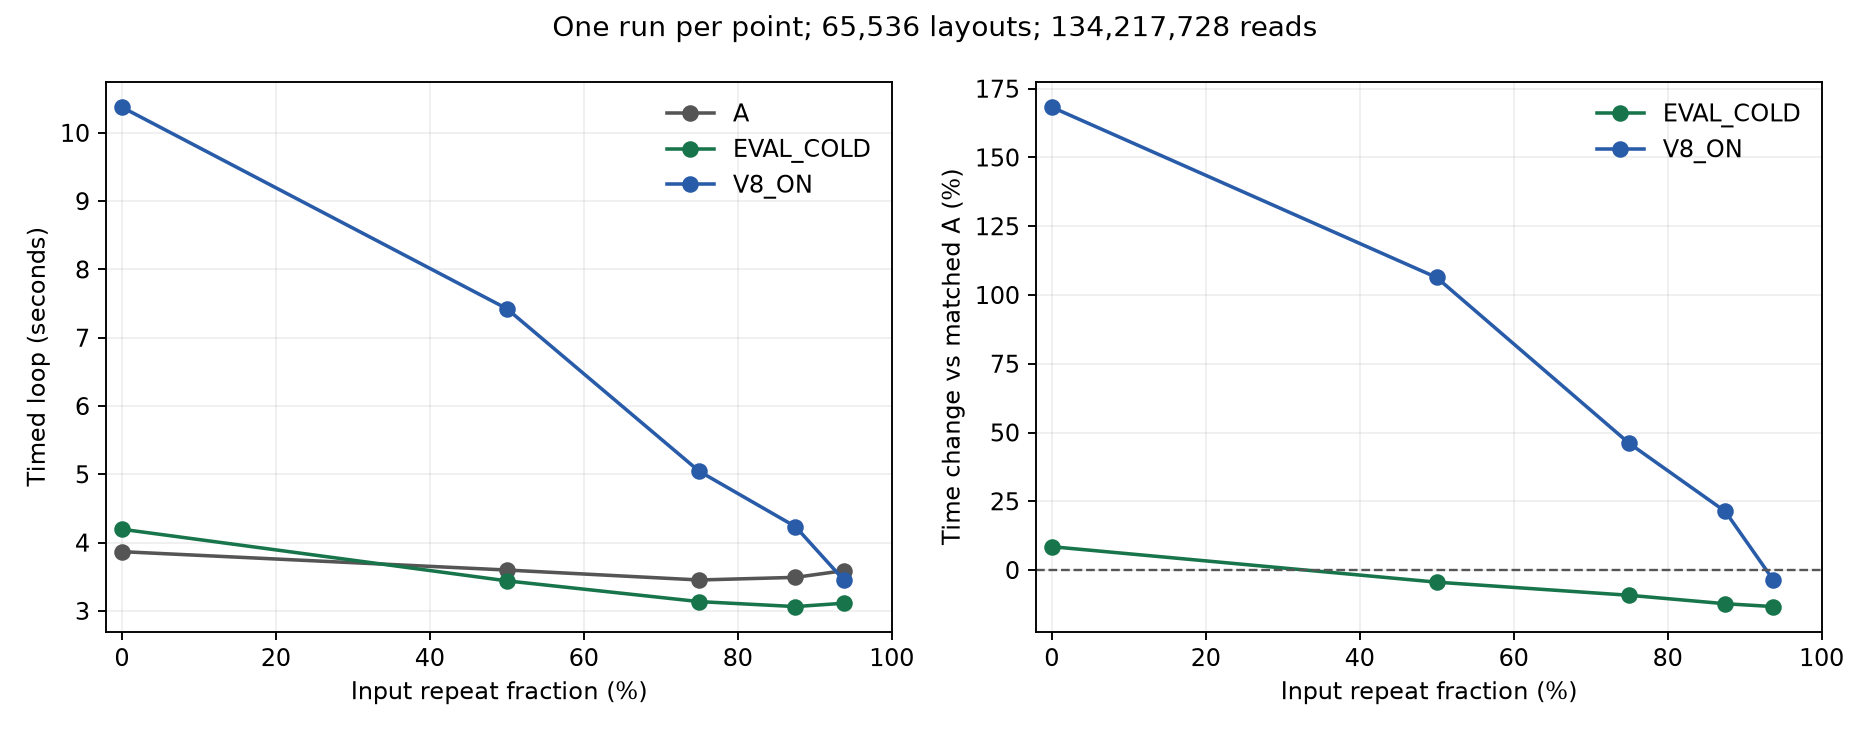 One run per point; 65,536 layouts; 134,217,728 reads
Timed loop (seconds)
10
9
8
7
6
5
4
3
A
EVAL_COLD
V8_ON
0 20 40 60 80 100
Input repeat fraction (%)
Time change vs matched A (%)
175
150
125
100
75
50
25
0
EVAL_COLD
V8_ON
0 20 40 60 80 100
Input repeat fraction (%)